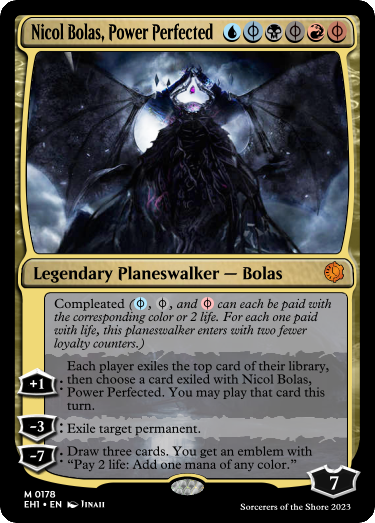 Nicol Bolas, Power Perfected
Legendary Planeswalker — Bolas
Compleated (, , and can each be paid with
the corresponding color or 2 life. For each one paid
with life, this planeswalker enters with two fewer
loyalty counters.)
+1 : Each player exiles the top card of their library,
then choose a card exiled with Nicol Bolas,
Power Perfected. You may play that card this
turn.
-3 : Exile target permanent.
-7 : Draw three cards. You get an emblem with
“Pay 2 life: Add one mana of any color.”
7
M 0178
EH1 • EN JINAII
Sorcerers of the Shore 2023